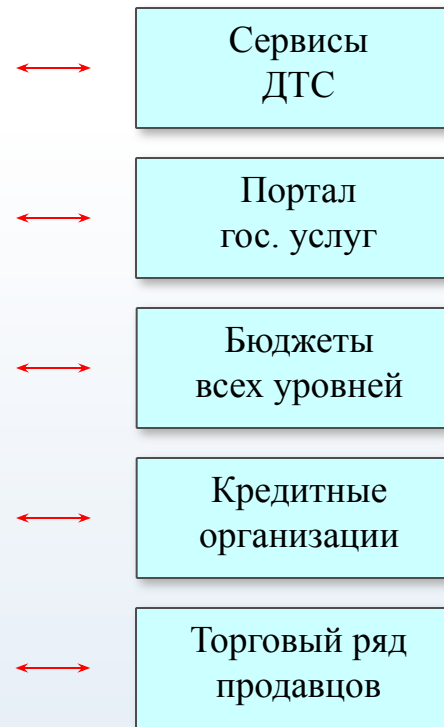 Сервисы
ДТС
Портал
гос. услуг
Бюджеты
всех уровней
Кредитные
организации
Торговый ряд
продавцов